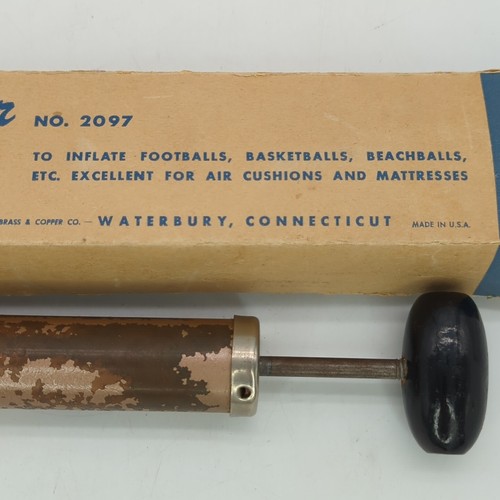 NO. 2097
TO INFLATE FOOTBALLS, BASKETBALLS, BEACHBALLS,
ETC. EXCELLENT FOR AIR CUSHIONS AND MATTRESSES
BRASS & COPPER CO. — WATERBURY, CONNECTICUT MADE IN U.S.A.